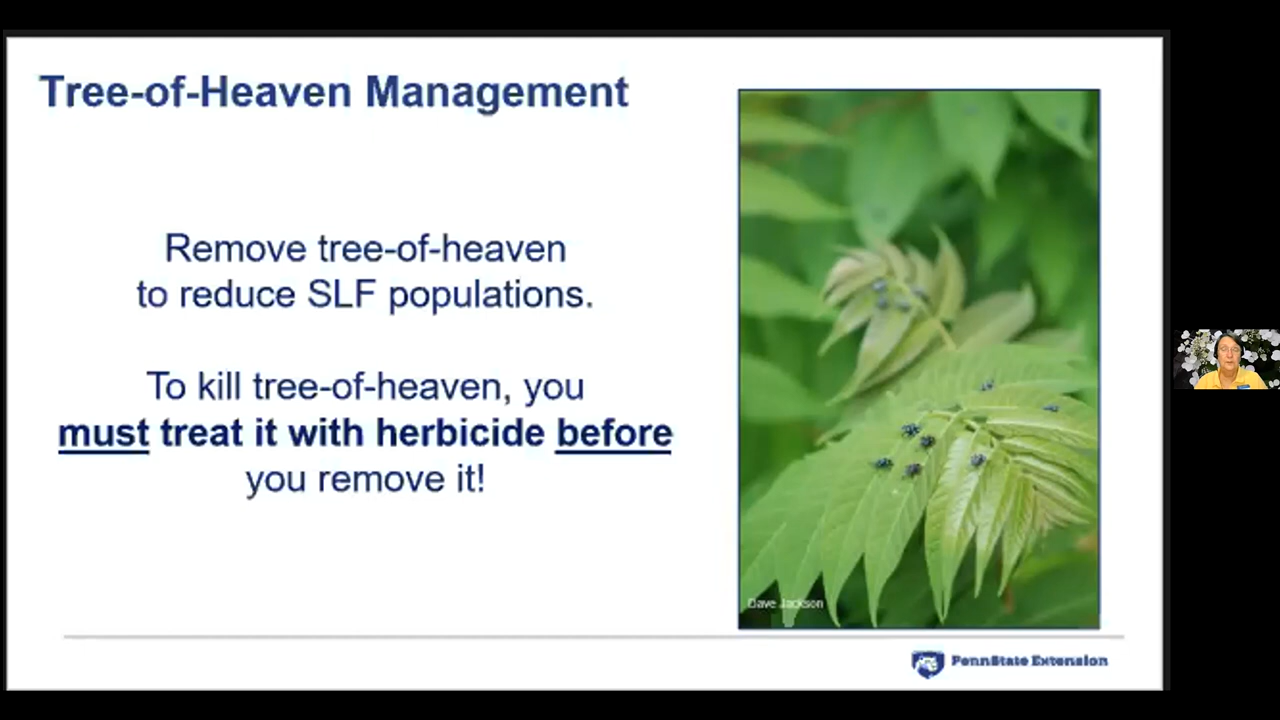 Tree-of-Heaven Management
Remove tree-of-heaven
to reduce SLF populations.
To kill tree-of-heaven, you
must treat it with herbicide before
you remove it!
Dave Jackson
PennState Extension